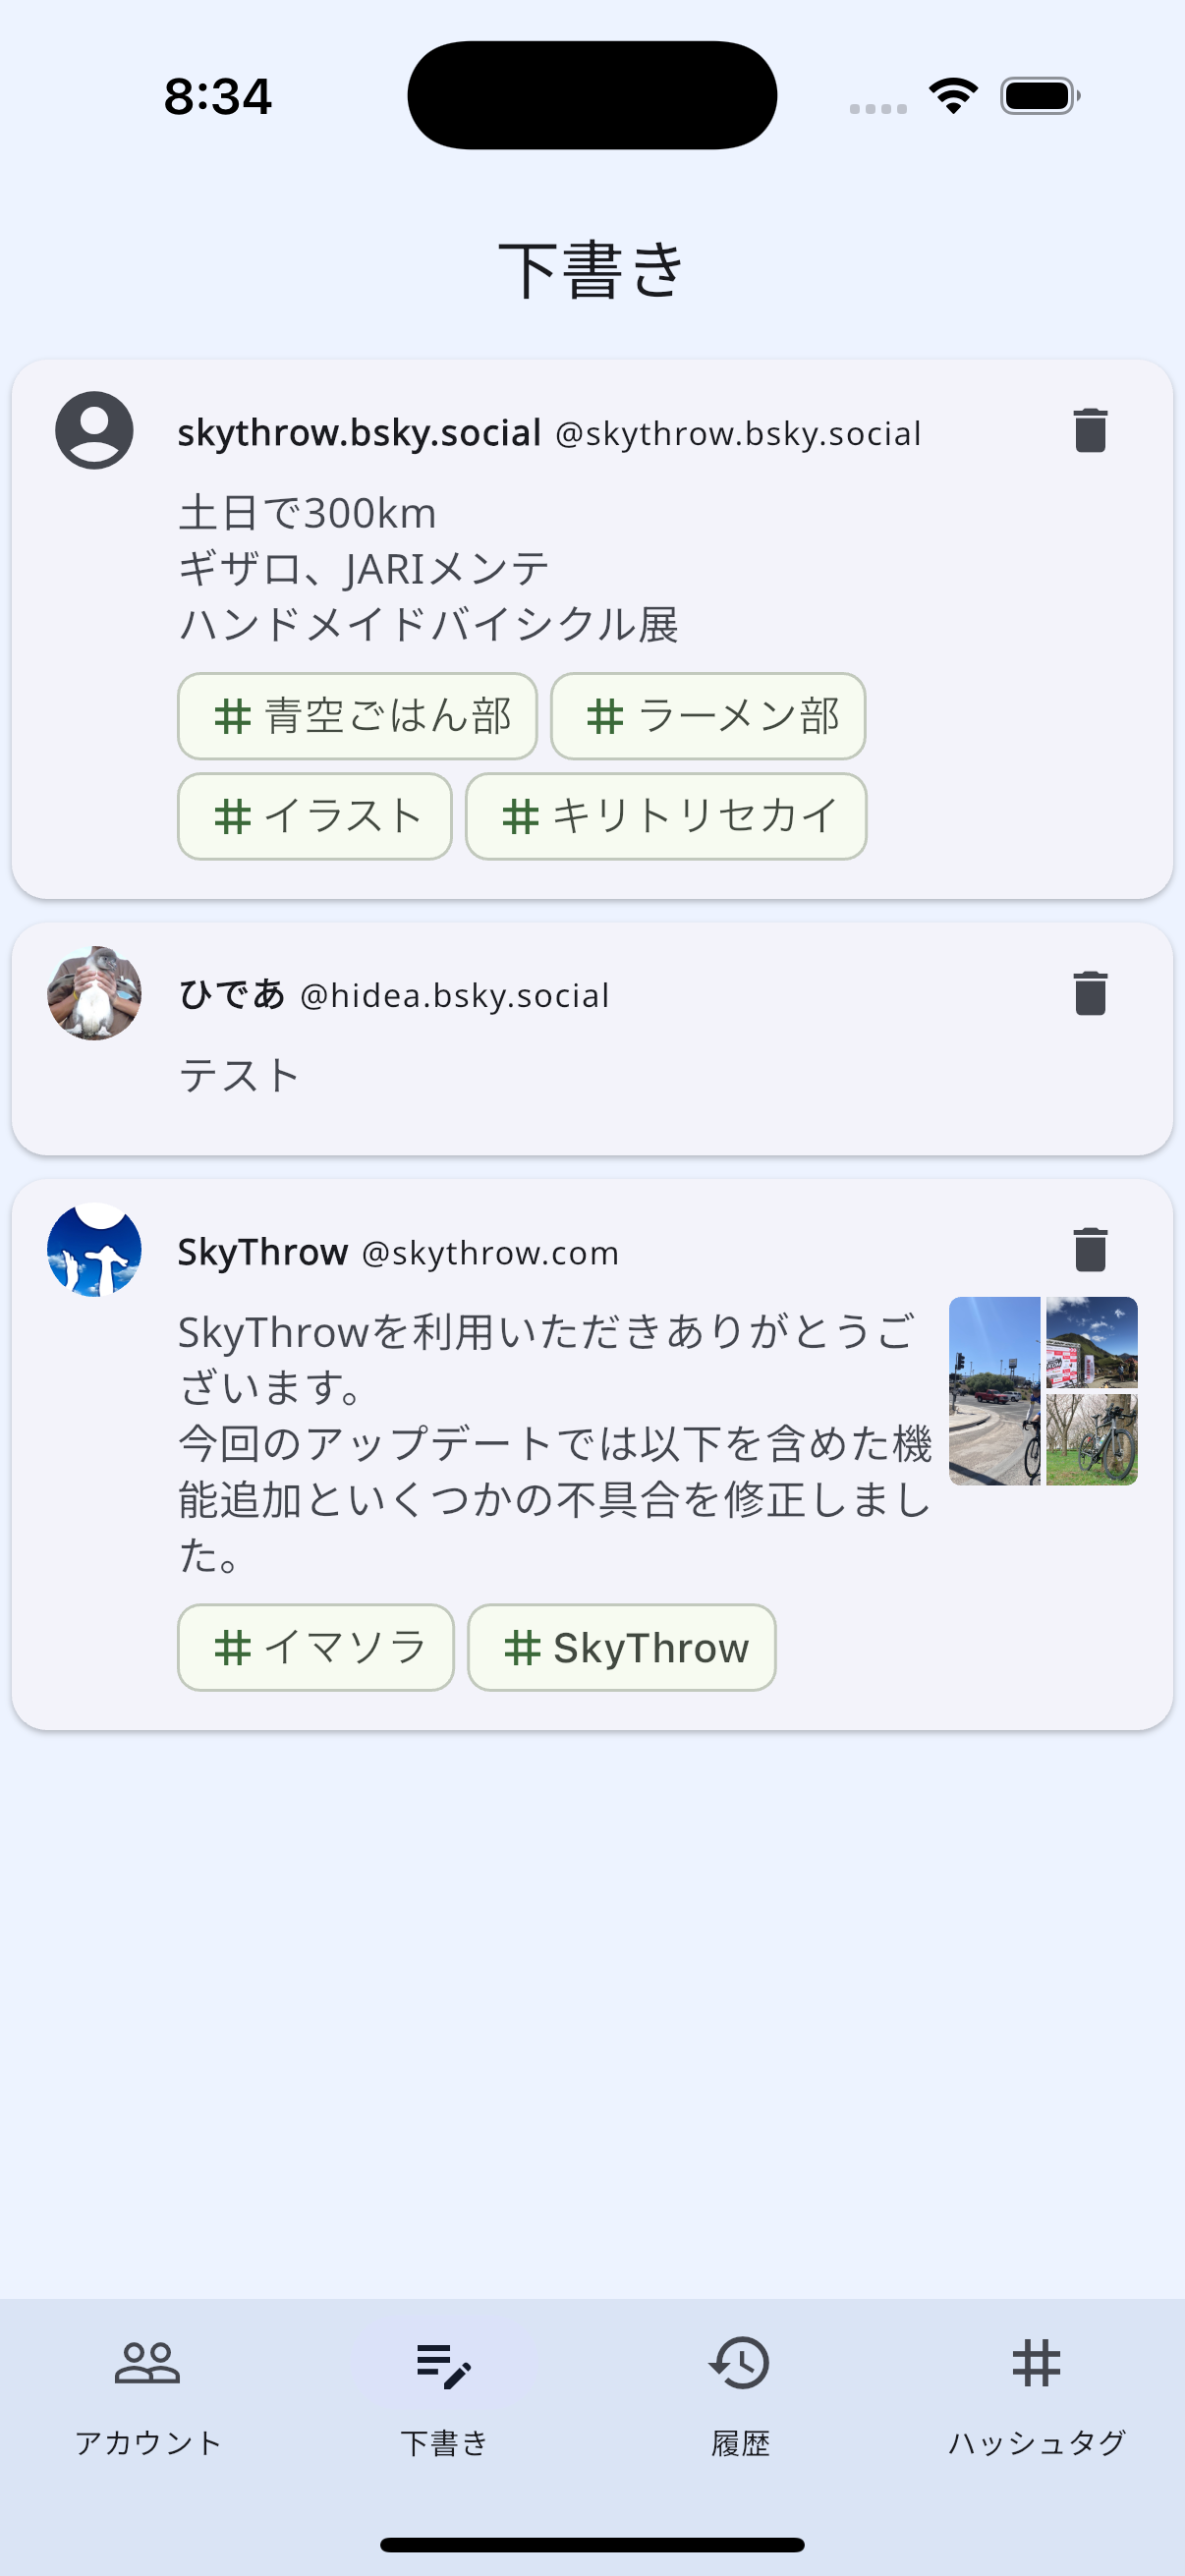 8:34
下書き
skythrow.bsky.social @skythrow.bsky.social
土日で300km
ギザロ、JARIメンテ
ハンドメイドバイシクル展
# 青空ごはん部 # ラーメン部
# イラスト # キリトリセカイ
ひであ @hidea.bsky.social
テスト
SkyThrow @skythrow.com
SkyThrowを利用いただきありがとうご
ざいます。
今回のアップデートでは以下を含めた機
能追加といくつかの不具合を修正しまし
た。
# イマソラ # SkyThrow
アカウント 下書き 履歴 ハッシュタグ